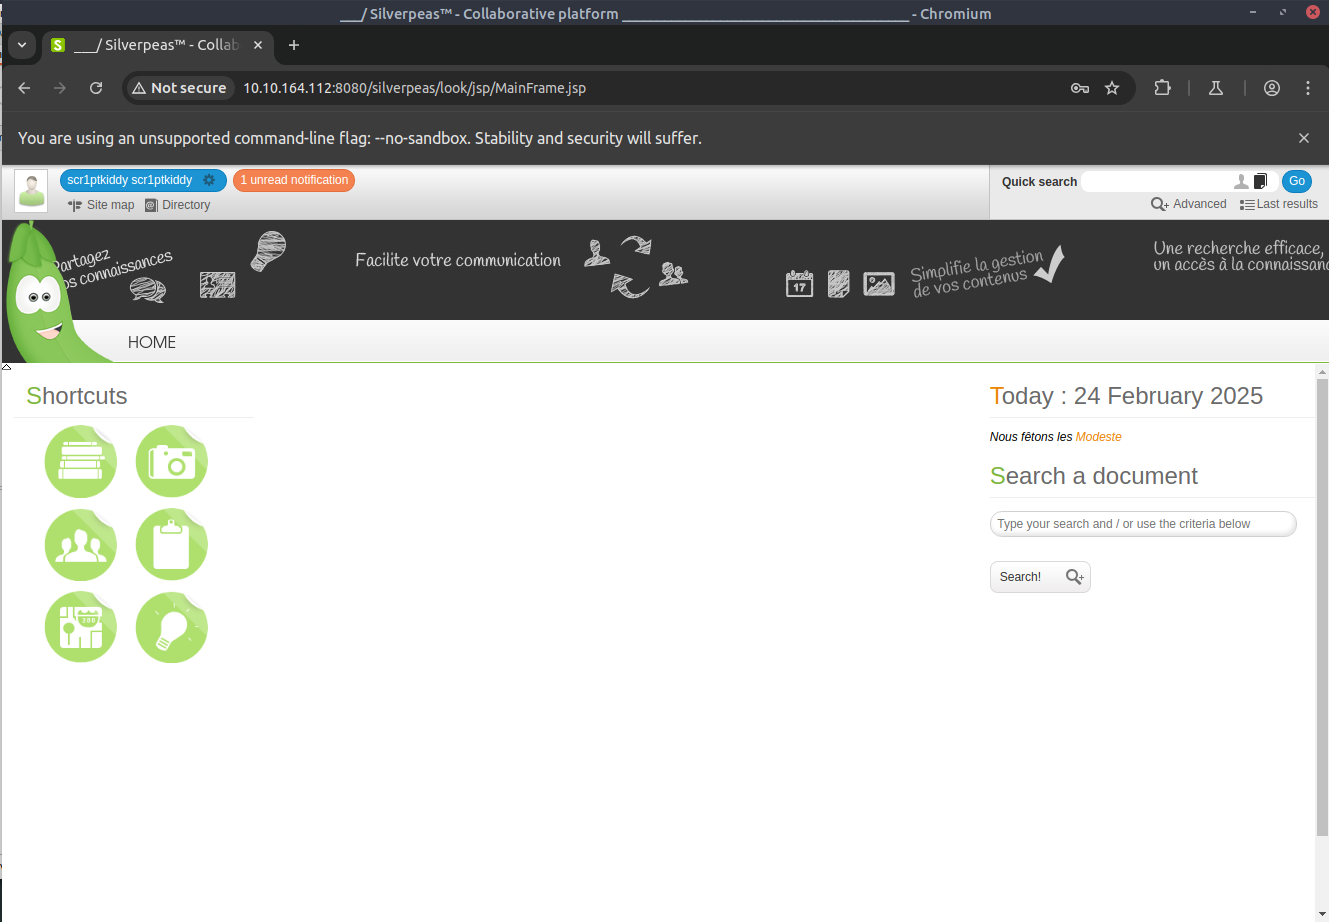 ___/ Silverpeas™ - Collaborative platform ________________________________________ - Chromium
___/ Silverpeas™ - Collab
Not secure 10.10.164.112:8080/silverpeas/look/jsp/MainFrame.jsp
You are using an unsupported command-line flag: --no-sandbox. Stability and security will suffer.
scr1ptkiddy scr1ptkiddy
1 unread notification
Quick search
Go
Site map
Directory
Advanced
Last results
Partagez
os connaissances
Facilite votre communication
17
Simplifie la gestion
de vos contenus
Une recherche efficace,
un accès à la connaissan
HOME
Shortcuts
200
Today : 24 February 2025
Nous fêtons les Modeste
Search a document
Type your search and / or use the criteria below
Search!